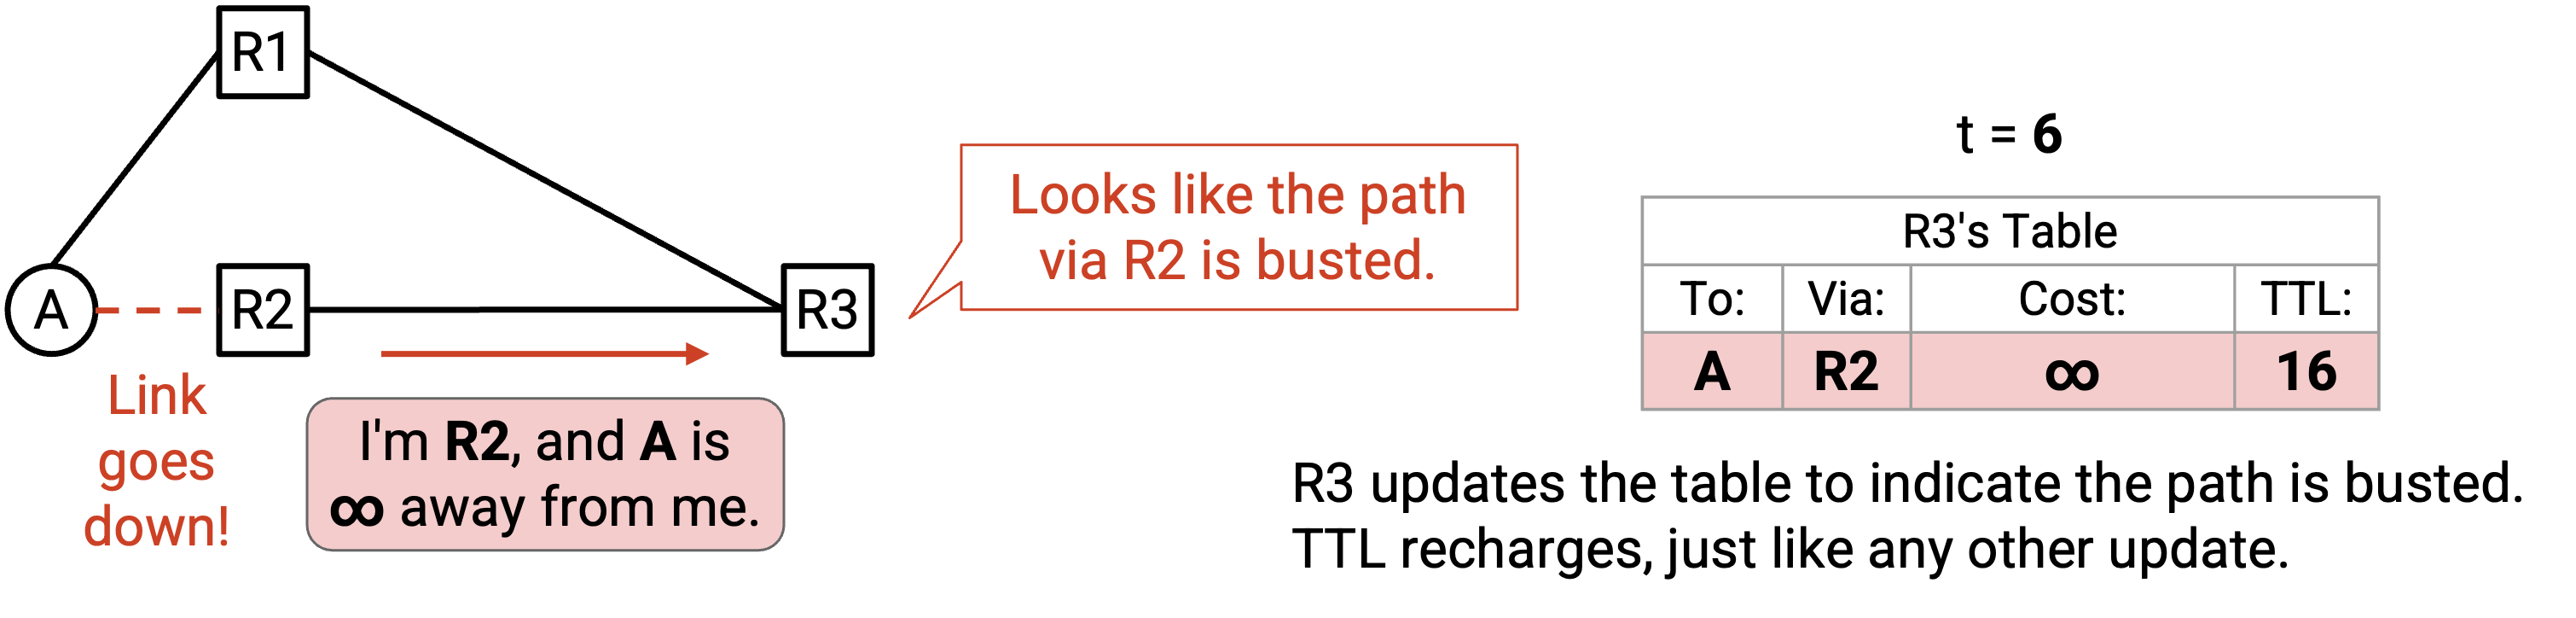 R1
A
R2
R3
Link
goes
down!
I'm R2, and A is
∞ away from me.
Looks like the path
via R2 is busted.
t = 6
R3's Table
To: Via: Cost: TTL:
A R2 ∞ 16
R3 updates the table to indicate the path is busted.
TTL recharges, just like any other update.